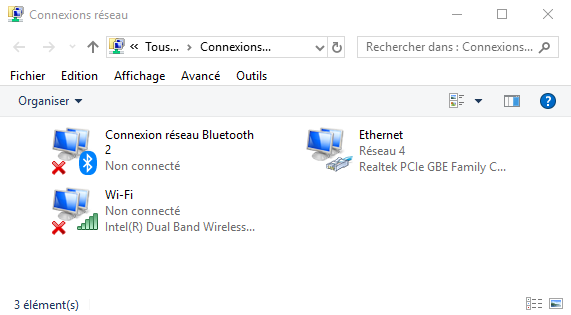 Connexions réseau
« Tous... > Connexions...
Rechercher dans : Connexions...
Fichier Edition Affichage Avancé Outils
Organiser
Connexion réseau Bluetooth
2
Non connecté
Ethernet
Réseau 4
Realtek PCIe GBE Family C...
Wi-Fi
Non connecté
Intel(R) Dual Band Wireless...
3 élément(s)